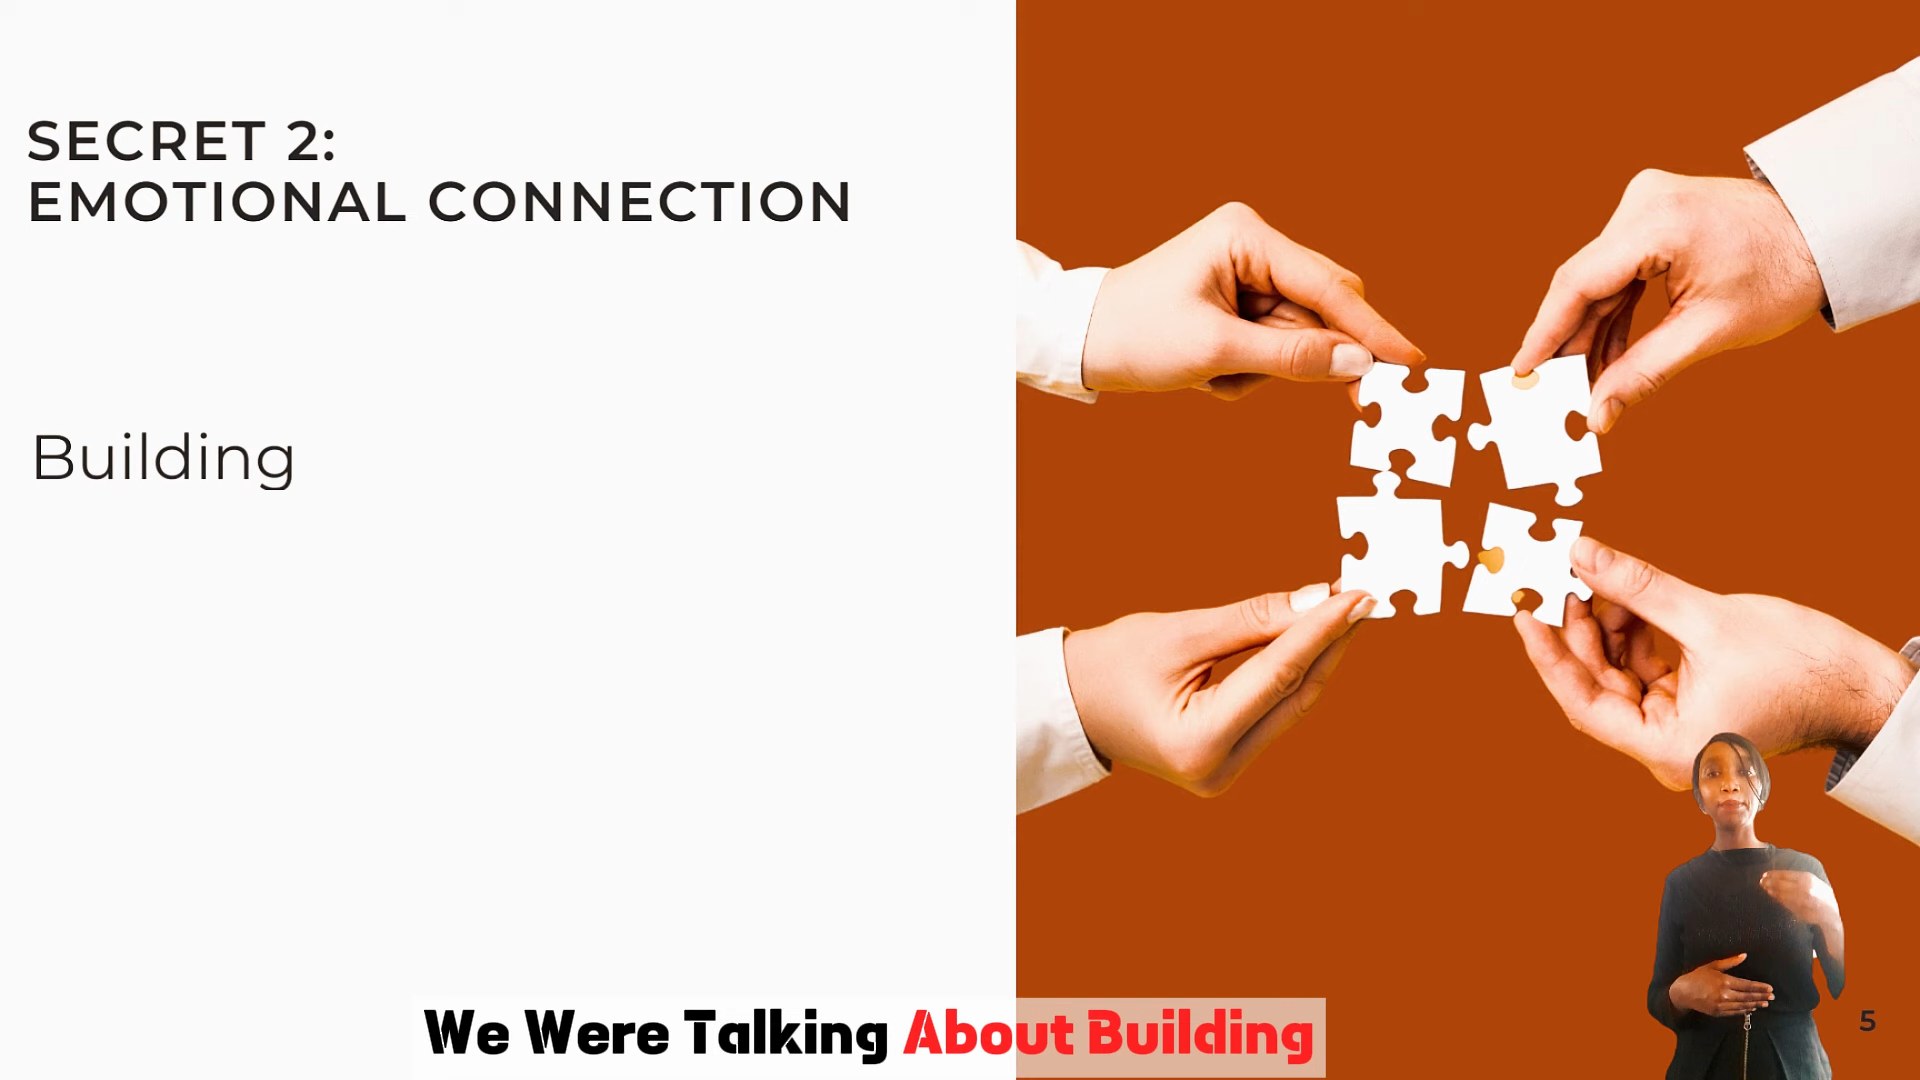 SECRET 2:
EMOTIONAL CONNECTION
Building
We Were Talking About Building
5